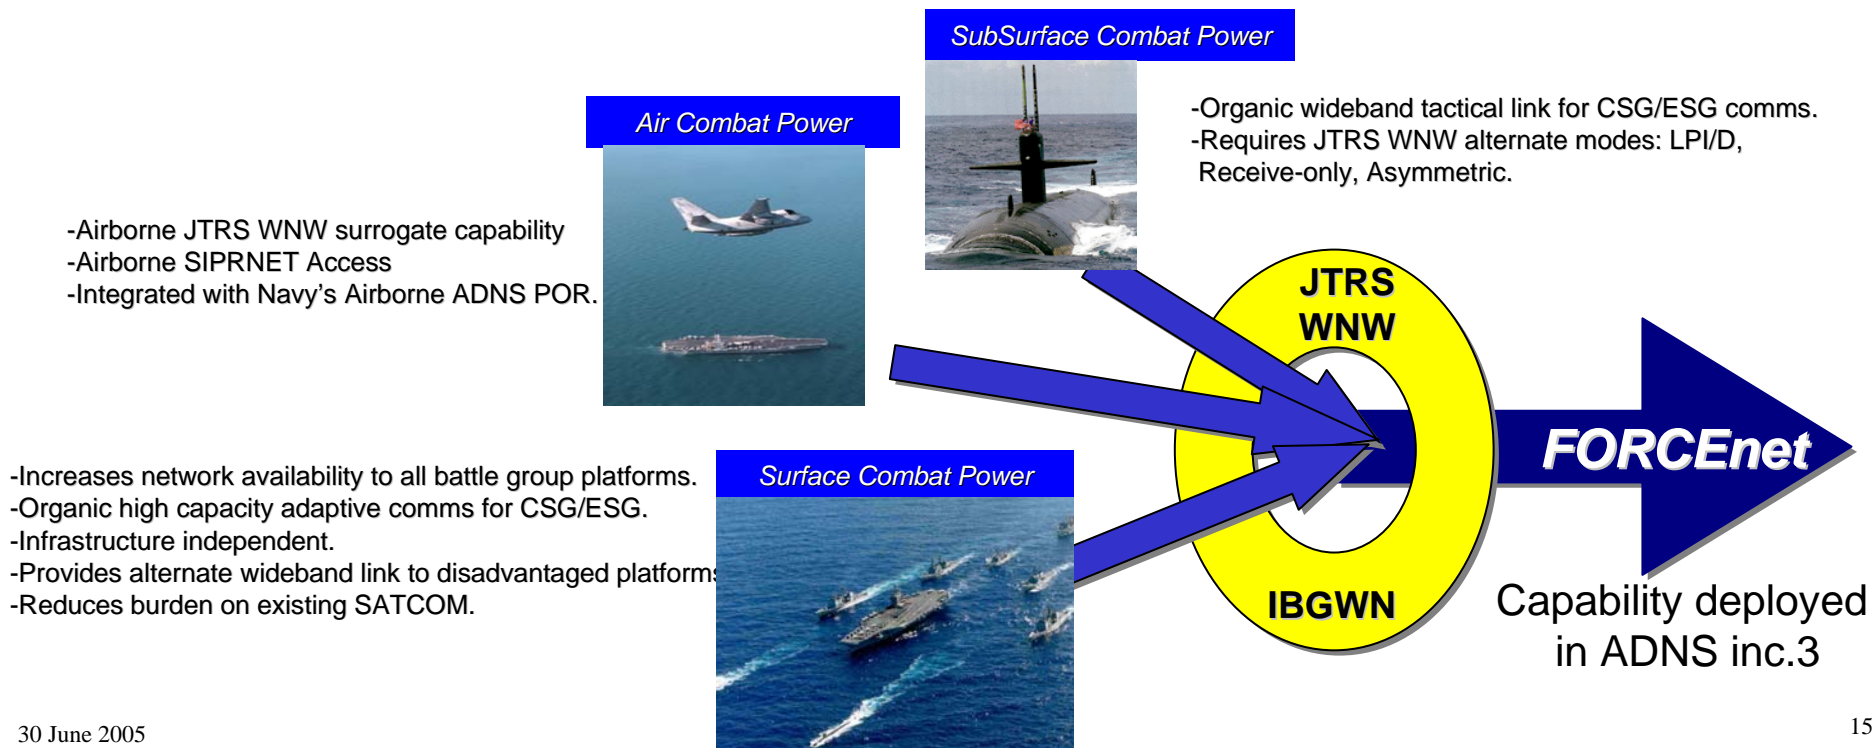 SubSurface Combat Power
-Organic wideband tactical link for CSG/ESG comms.
-Requires JTRS WNW alternate modes: LPI/D,
Receive-only, Asymmetric.
Air Combat Power
-Airborne JTRS WNW surrogate capability
-Airborne SIPRNET Access
-Integrated with Navy's Airborne ADNS POR.
JTRS
WNW
FORCEnet
Surface Combat Power
-Increases network availability to all battle group platforms.
-Organic high capacity adaptive comms for CSG/ESG.
-Infrastructure independent.
-Provides alternate wideband link to disadvantaged platforms
-Reduces burden on existing SATCOM.
IBGWN
Capability deployed
in ADNS inc.3
30 June 2005
15